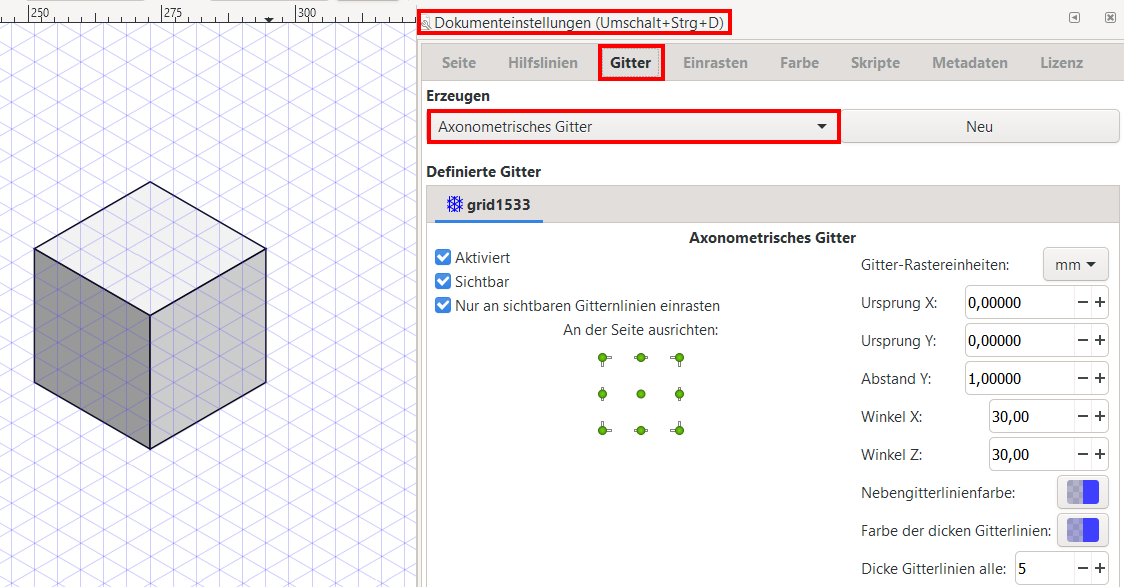 250 275 300
Dokumenteinstellungen (Umschalt+Strg+D)
Seite Hilfslinien Gitter Einrasten Farbe Skripte Metadaten Lizenz
Erzeugen
Axonometrisches Gitter Neu
Definierte Gitter
grid1533
Axonometrisches Gitter
Aktiviert
Gitter-Rastereinheiten: mm
Sichtbar
Nur an sichtbaren Gitternlinien einrasten
Ursprung X: 0,00000
An der Seite ausrichten:
Ursprung Y: 0,00000
Abstand Y: 1,00000
Winkel X: 30,00
Winkel Z: 30,00
Nebengitterlinienfarbe:
Farbe der dicken Gitterlinien:
Dicke Gitterlinien alle: 5